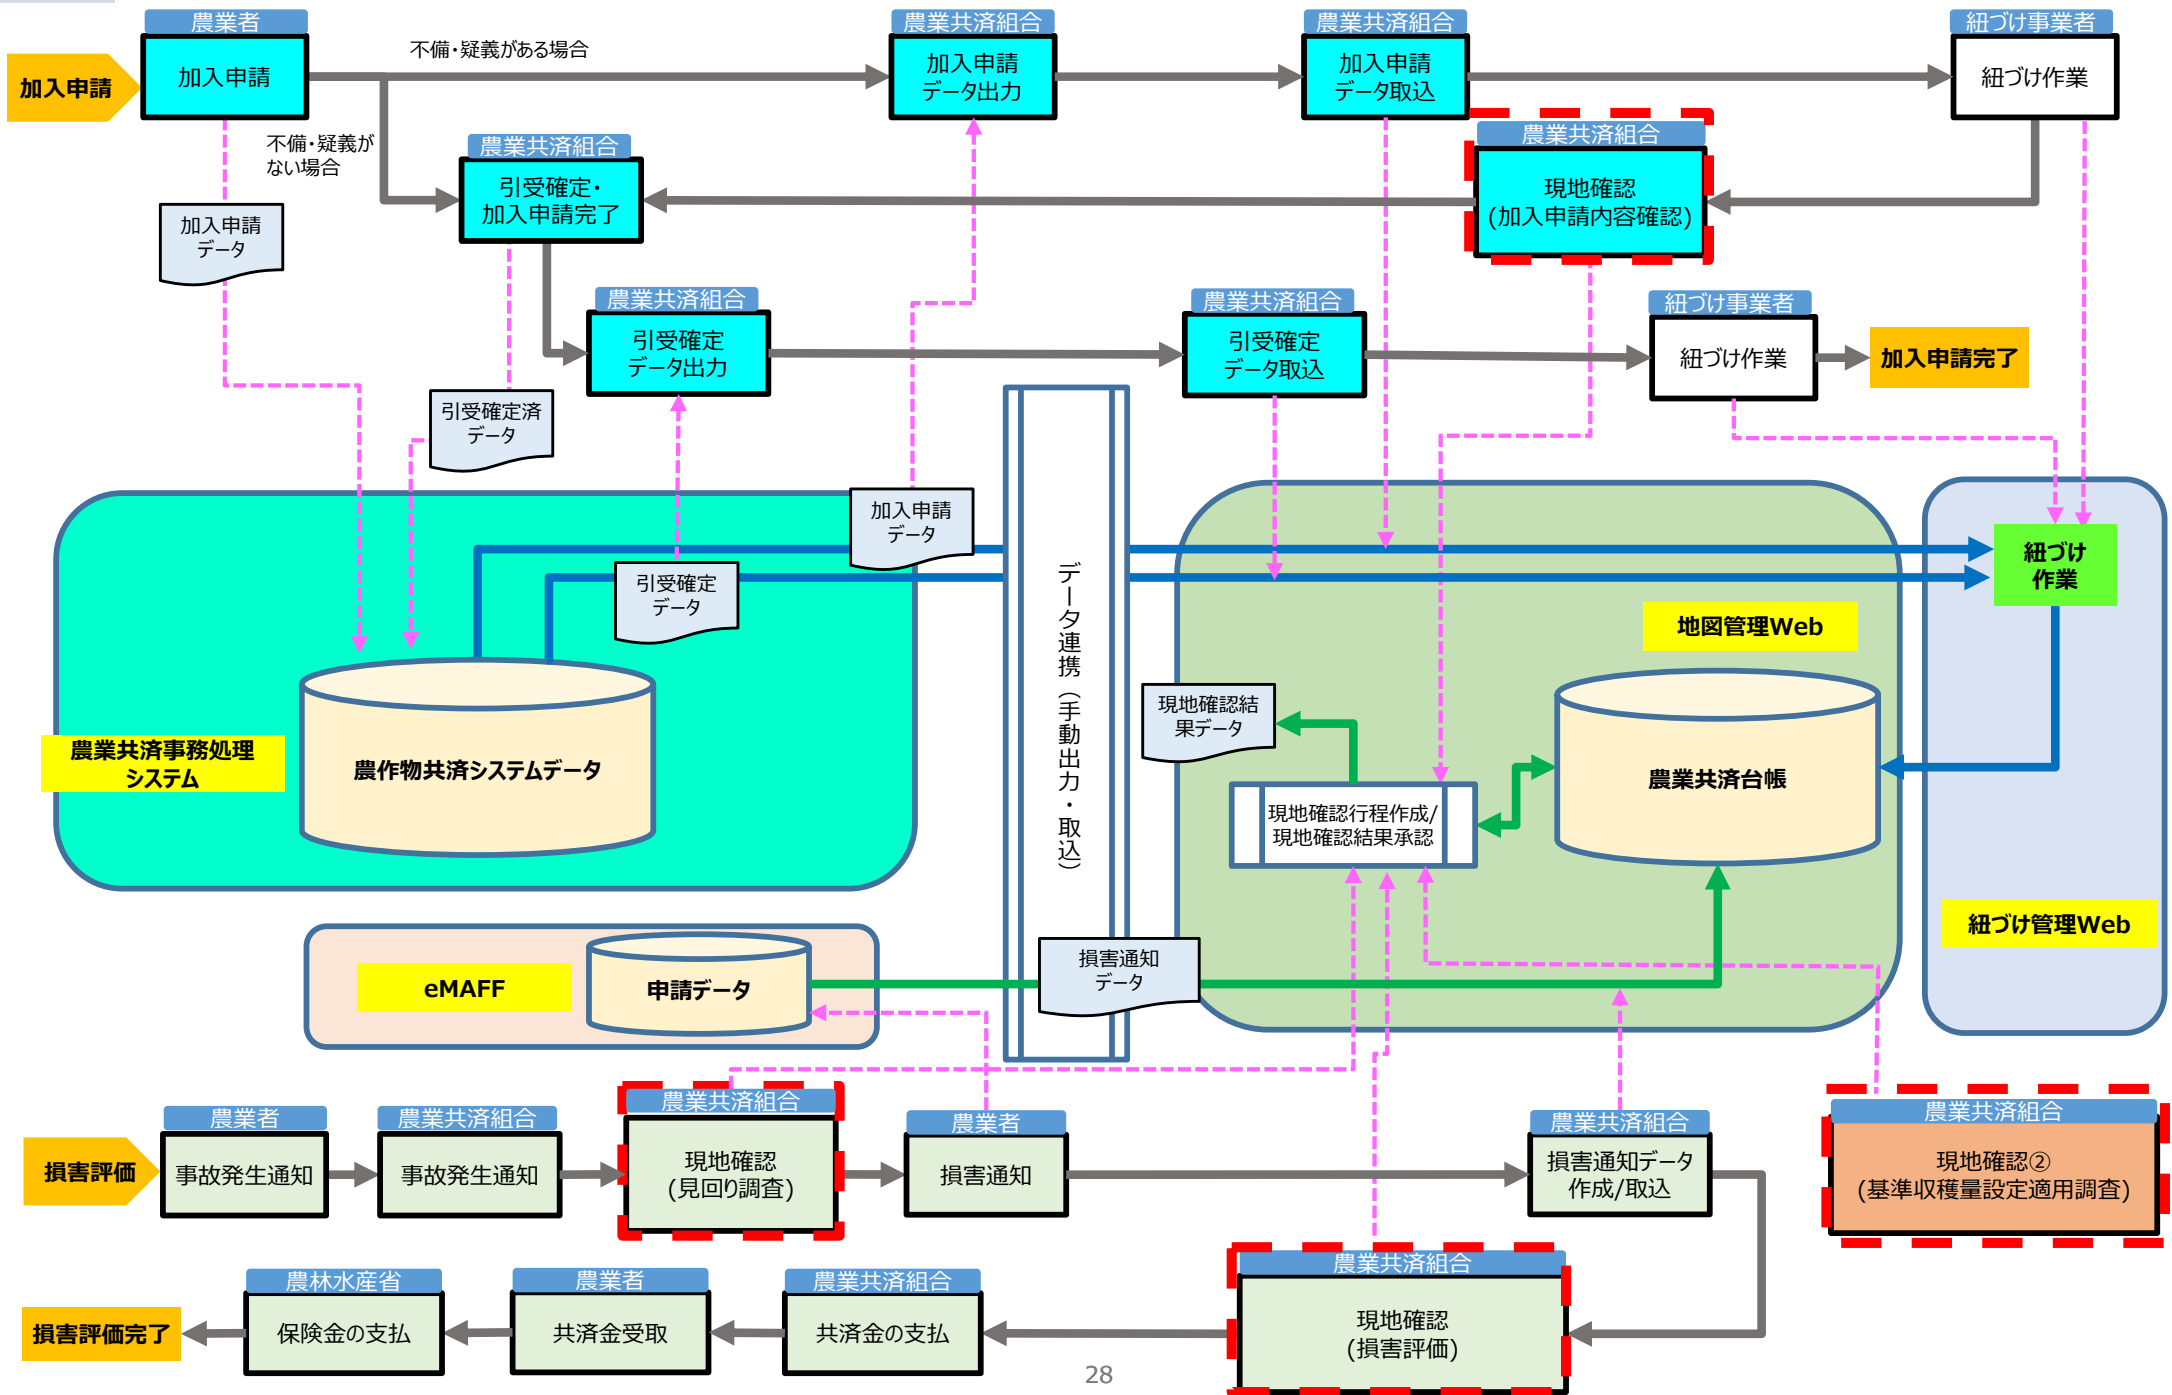 農業者
農業共済組合
農業共済組合
紐づけ事業者
加入申請
加入申請
不備・疑義がある場合
加入申請
データ出力
加入申請
データ取込
紐づけ作業
不備・疑義が
ない場合
農業共済組合
引受確定・
加入申請完了
農業共済組合
現地確認
(加入申請内容確認)
加入申請
データ
農業共済組合
引受確定
データ出力
農業共済組合
引受確定
データ取込
紐づけ事業者
紐づけ作業
加入申請完了
引受確定済
データ
加入申請
データ
引受確定
データ
データ連携（手動出力・取込）
紐づけ
作業
地図管理Web
現地確認結
果データ
農業共済事務処理
システム
農作物共済システムデータ
現地確認行程作成/
現地確認結果承認
農業共済台帳
紐づけ管理Web
eMAFF
申請データ
損害通知
データ
損害評価
農業者
事故発生通知
農業共済組合
事故発生通知
農業共済組合
現地確認
(見回り調査)
農業者
損害通知
農業共済組合
損害通知データ
作成/取込
農業共済組合
現地確認②
(基準収穫量設定適用調査)
損害評価完了
農林水産省
保険金の支払
農業者
共済金受取
農業共済組合
共済金の支払
農業共済組合
現地確認
(損害評価)
28